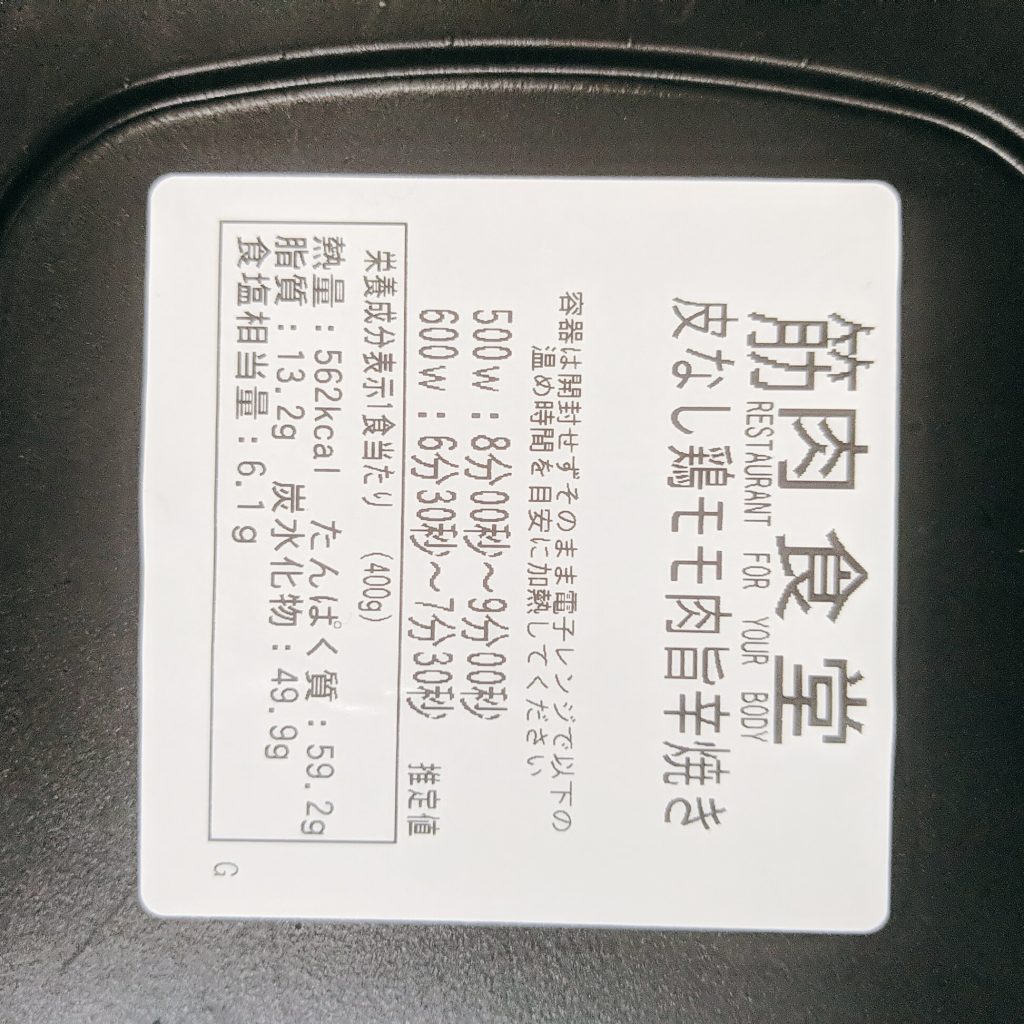 筋肉食堂
RESTAURANT FOR YOUR BODY
皮なし鶏モモ肉旨辛焼き
容器は開封せずそのまま電子レンジで以下の
温め時間を目安に加熱してください
500w:8分00秒～9分00秒
600w:6分30秒～7分30秒
推定値
栄養成分表示1食当たり (400g)
熱量:562kcal たんぱく質:59.2g
脂質:13.2g 炭水化物:49.9g
食塩相当量:6.1g
G